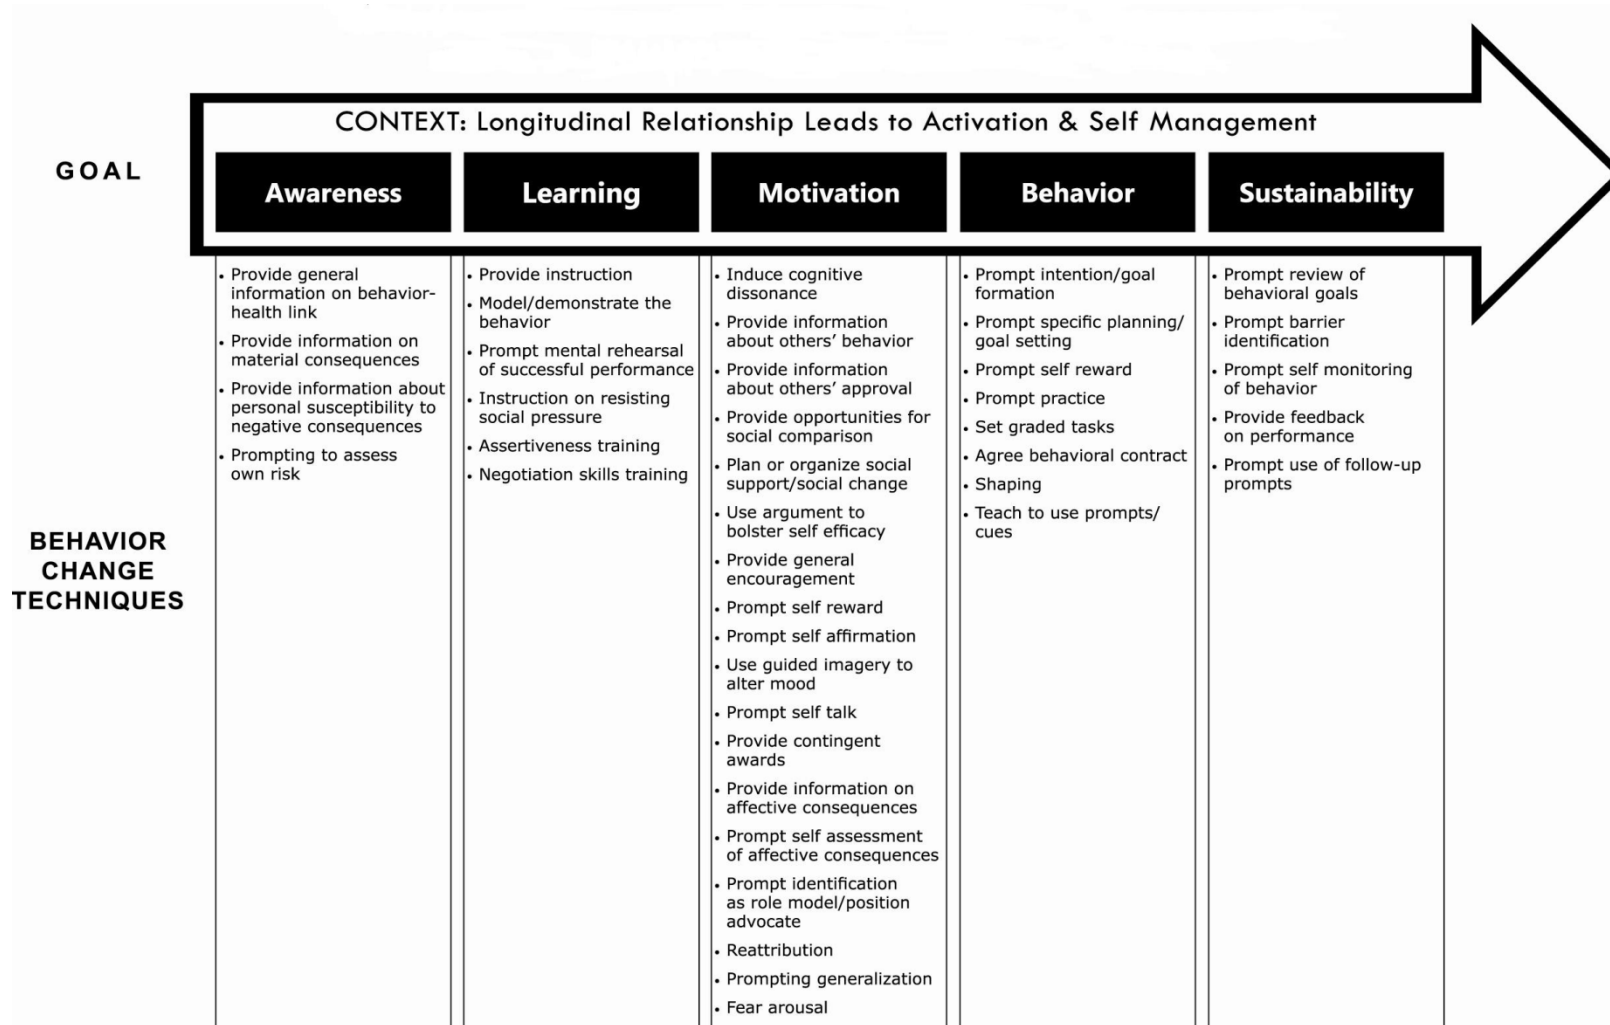 CONTEXT: Longitudinal Relationship Leads to Activation & Self Management
GOAL
Awareness
Learning
Motivation
Behavior
Sustainability
BEHAVIOR
CHANGE
TECHNIQUES
• Provide general
information on behavior-
health link
• Provide information on
material consequences
• Provide information about
personal susceptibility to
negative consequences
• Prompting to assess
own risk
• Provide instruction
• Model/demonstrate the
behavior
• Prompt mental rehearsal
of successful performance
• Instruction on resisting
social pressure
• Assertiveness training
• Negotiation skills training
• Induce cognitive
dissonance
• Provide information
about others’ behavior
• Provide information
about others’ approval
• Provide opportunities for
social comparison
• Plan or organize social
support/social change
• Use argument to
bolster self efficacy
• Provide general
encouragement
• Prompt self reward
• Prompt self affirmation
• Use guided imagery to
alter mood
• Prompt self talk
• Provide contingent
awards
• Provide information on
affective consequences
• Prompt self assessment
of affective consequences
• Prompt identification
as role model/position
advocate
• Reattribution
• Prompting generalization
• Fear arousal
• Prompt intention/goal
formation
• Prompt specific planning/
goal setting
• Prompt self reward
• Prompt practice
• Set graded tasks
• Agree behavioral contract
• Shaping
• Teach to use prompts/
cues
• Prompt review of
behavioral goals
• Prompt barrier
identification
• Prompt self monitoring
of behavior
• Provide feedback
on performance
• Prompt use of follow-up
prompts